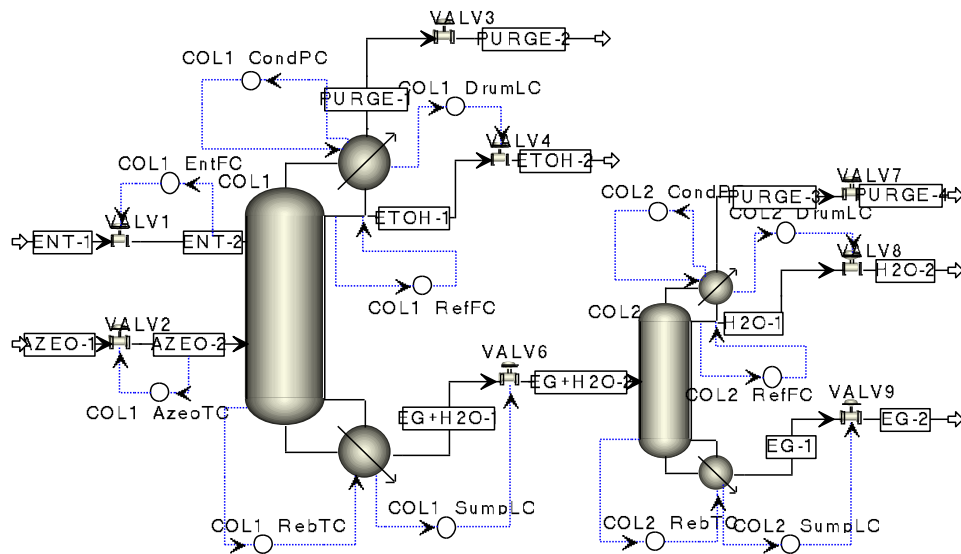 VALV3
PURGE-2
COL1 CondPC
PURGE-1
COL1 DrumLC
VALV4
ETOH-2
COL1 EntFC
COL1
ETOH-1
VALV1
ENT-1
ENT-2
COL1 RefFC
VALV2
AZEO-1
AZEO-2
COL1 AzeoTC
VALV6
EG+H2O-1
EG+H2O-2
COL1 RebTC
COL1 SumpLC
VALV7
COL2 CondP
PURGE-3
PURGE-4
COL2 DrumLC
VALV8
H2O-2
COL2
H2O-1
COL2 RefFC
VALV9
EG-2
EG-1
COL2 RebTC
COL2 SumpLC